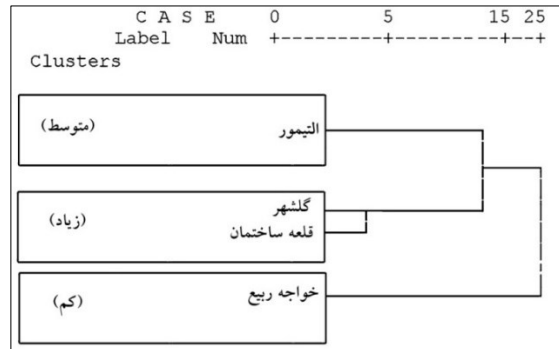 C A S E 0 5 15 25
Label Num +---------+---------+--+
Clusters
(متوسط) التیمور
گلشهر
(زیاد)
قلعه ساختمان
خواجه ربیع
(کم)